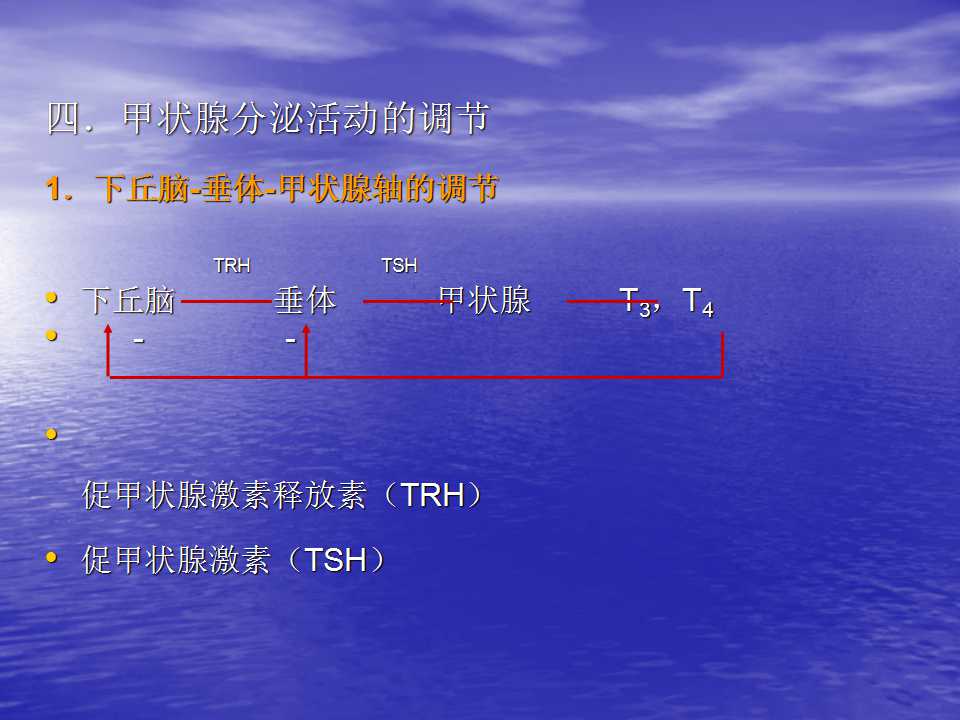 四．甲状腺分泌活动的调节
1．下丘脑-垂体-甲状腺轴的调节
TRH TSH
• 下丘脑 垂体 甲状腺 T₃，T₄
• - -
•
促甲状腺激素释放素（TRH）
• 促甲状腺激素（TSH）